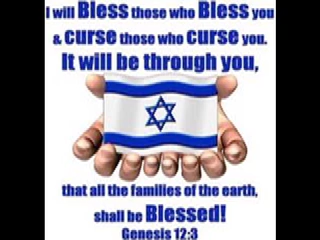 I will Bless those who Bless you
& curse those who curse you.
It will be through you,
that all the families of the earth,
shall be Blessed!
Genesis 12:3